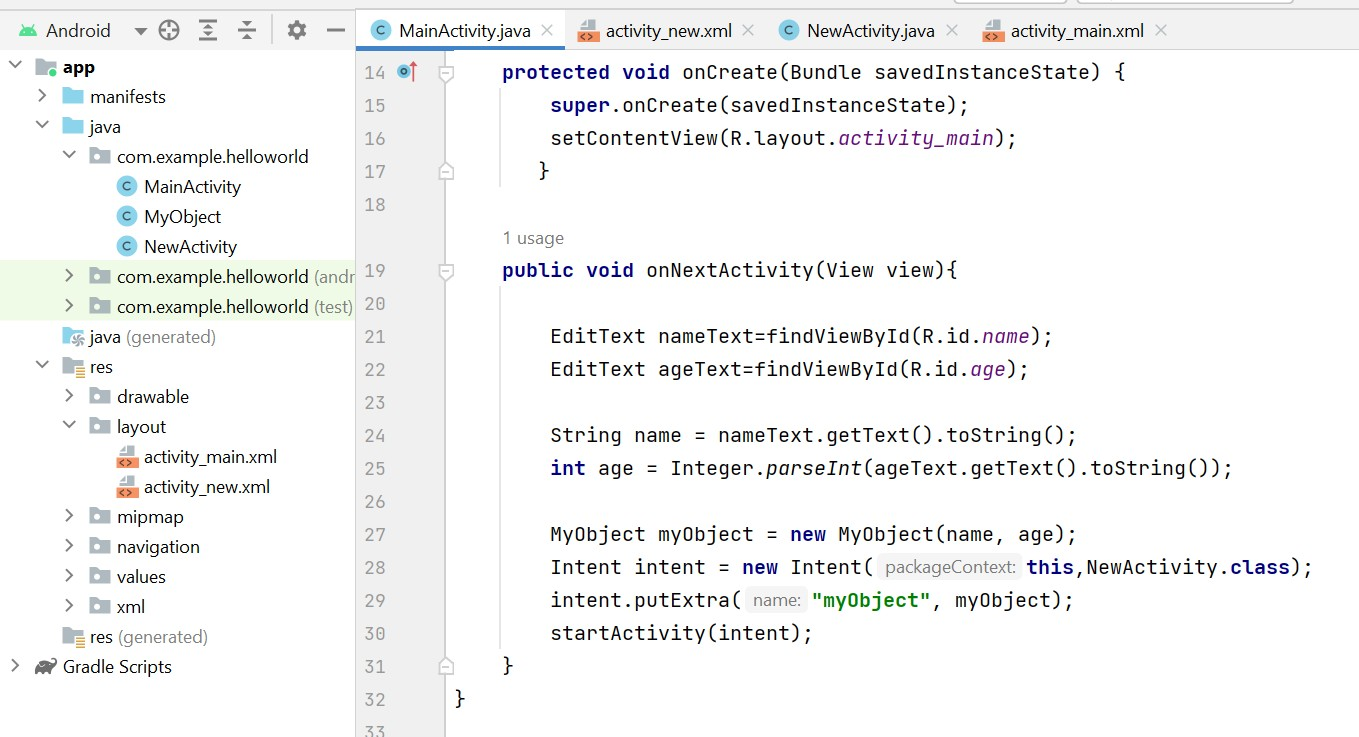 Android
MainActivity.java
activity_new.xml
NewActivity.java
activity_main.xml
app
manifests
java
com.example.helloworld
MainActivity
MyObject
NewActivity
com.example.helloworld (andr
com.example.helloworld (test)
java (generated)
res
drawable
layout
activity_main.xml
activity_new.xml
mipmap
navigation
values
xml
res (generated)
Gradle Scripts
14 protected void onCreate(Bundle savedInstanceState) {
15 super.onCreate(savedInstanceState);
16 setContentView(R.layout.activity_main);
17 }
18
1 usage
19 public void onNextActivity(View view){
20
21 EditText nameText=findViewById(R.id.name);
22 EditText ageText=findViewById(R.id.age);
23
24 String name = nameText.getText().toString();
25 int age = Integer.parseInt(ageText.getText().toString());
26
27 MyObject myObject = new MyObject(name, age);
28 Intent intent = new Intent( packageContext: this,NewActivity.class);
29 intent.putExtra( name: "myObject", myObject);
30 startActivity(intent);
31 }
32 }
33